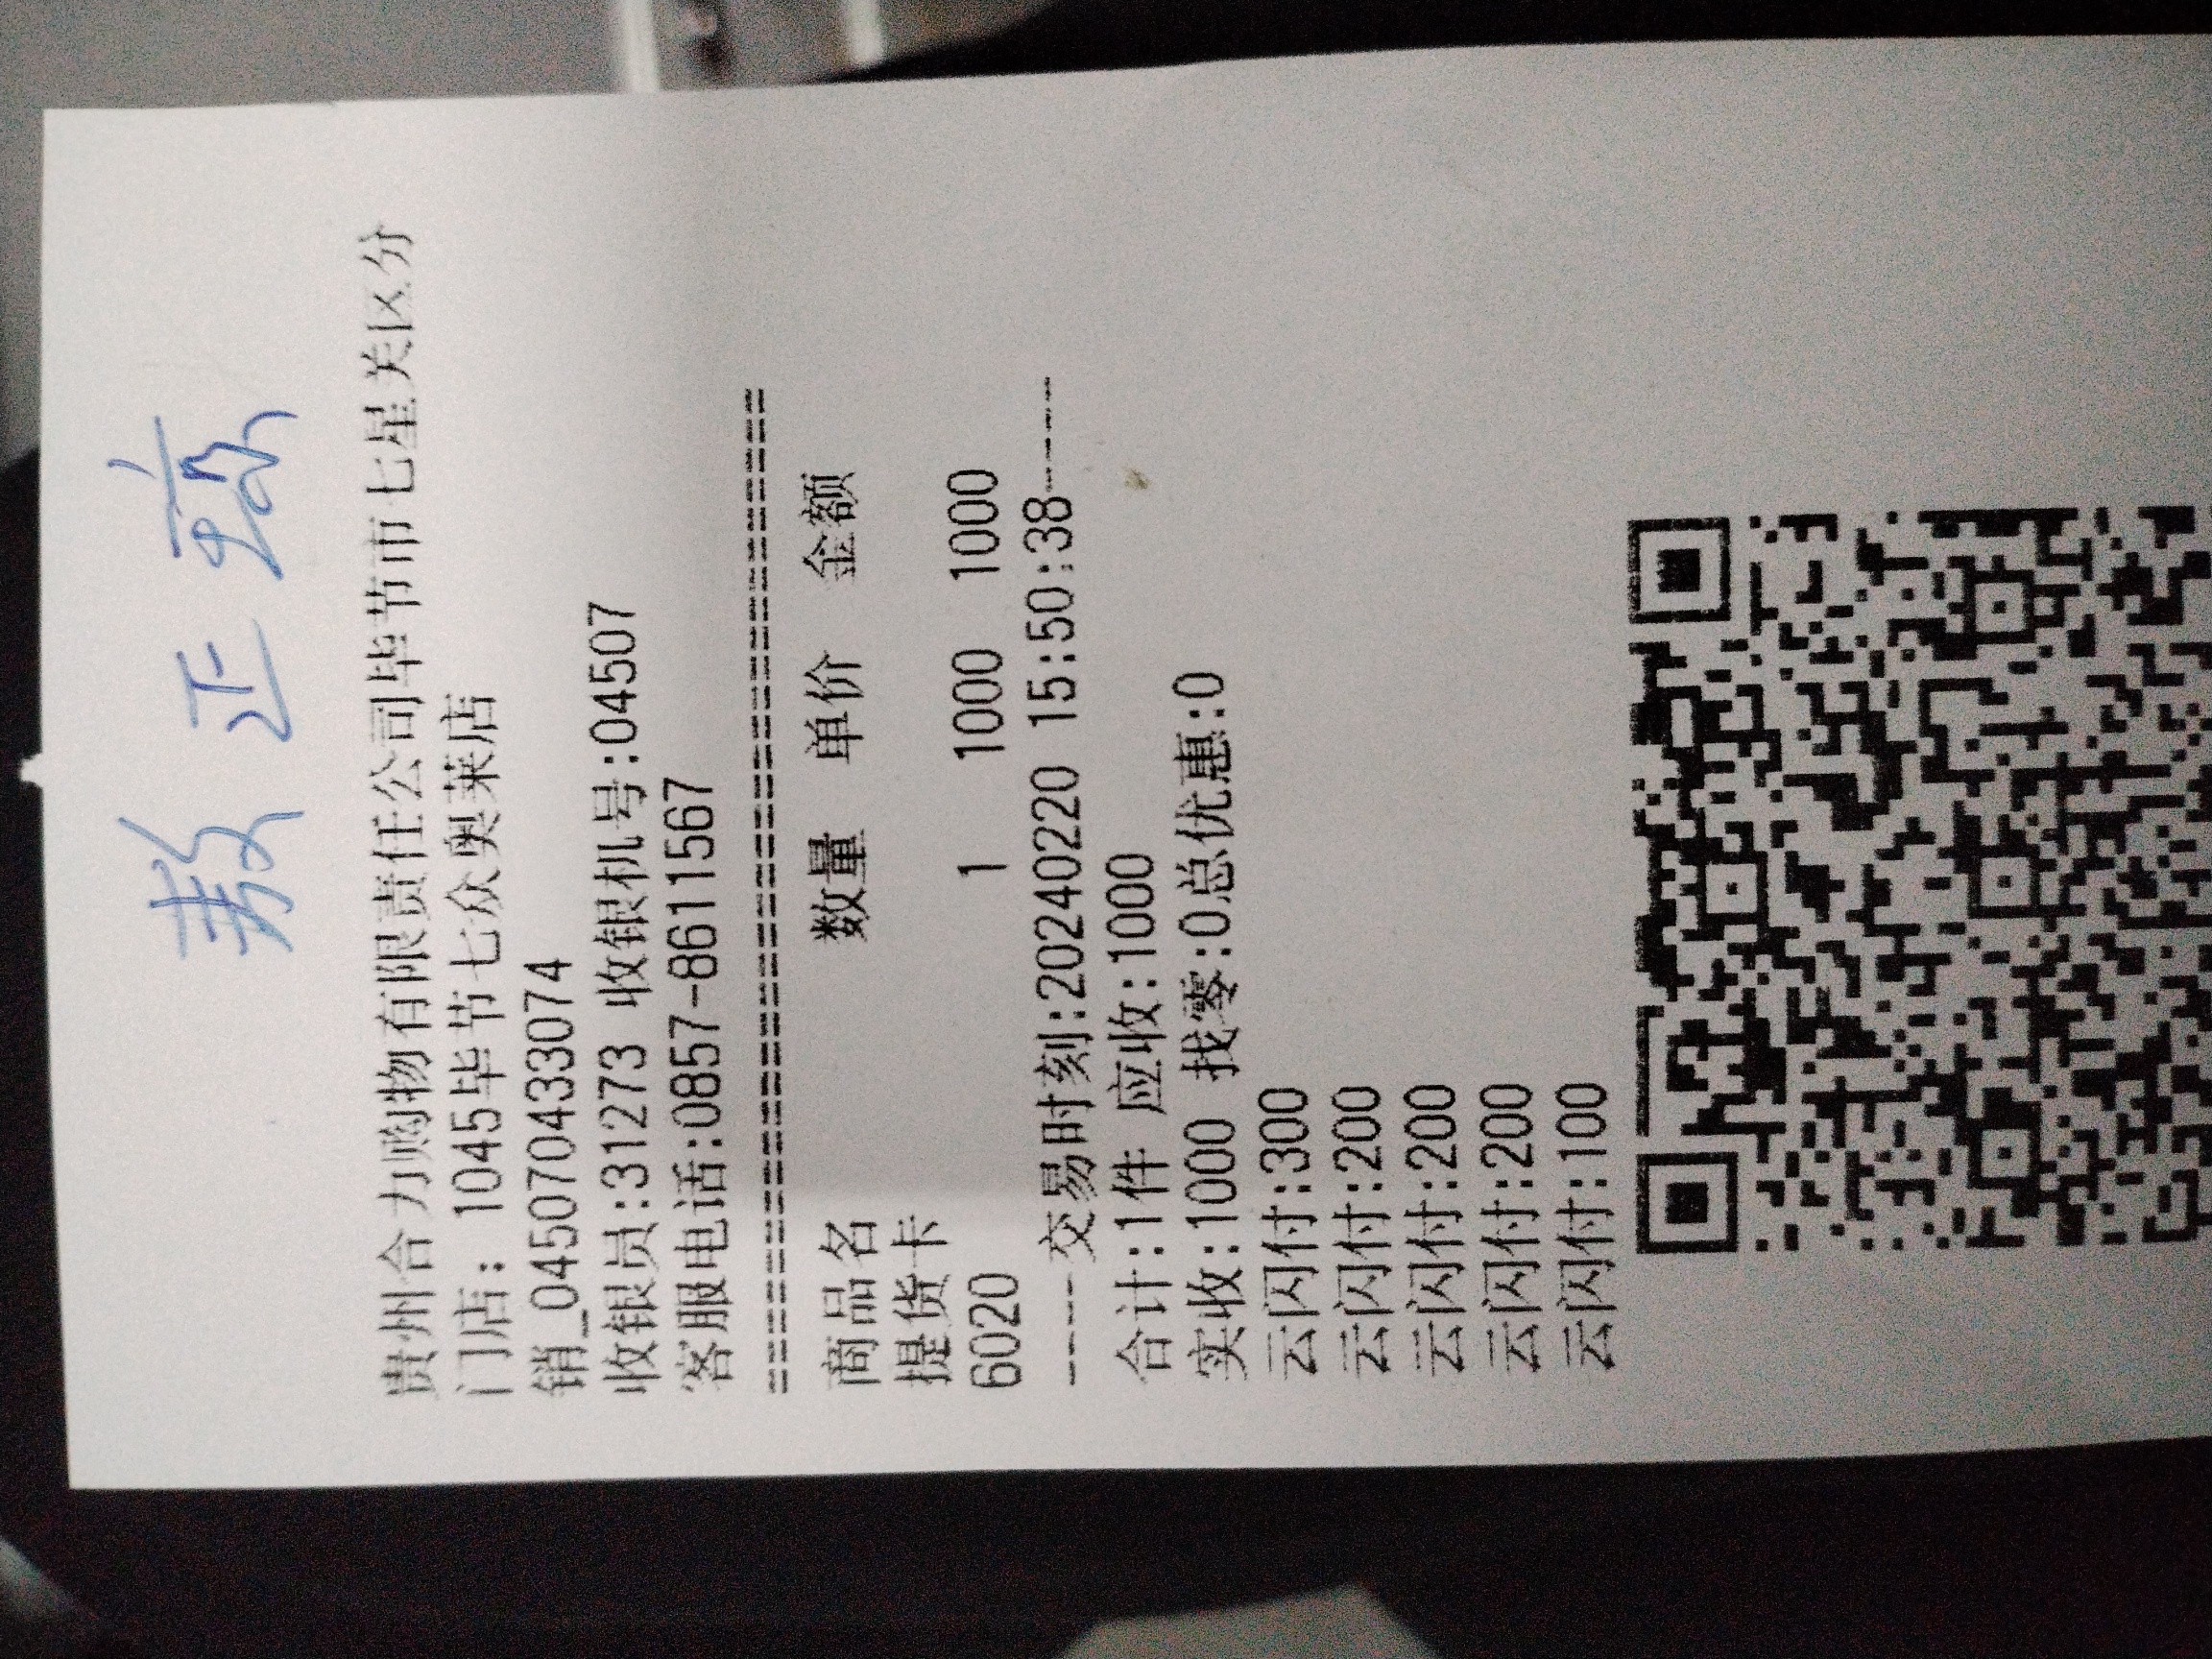 敖正琼
贵州合力购物有限责任公司毕节市七星关区分
门店: 1045毕节七众奥莱店
销_045070433074
收银员:31273 收银机号:04507
客服电话:0857-8611567
==========================================
商品名 数量 单价 金额
提货卡
6020 1 1000 1000
-----交易时刻:20240220 15:50:38-----
合计:1件 应收:1000
实收:1000 找零:0总优惠:0
云闪付:300
云闪付:200
云闪付:200
云闪付:200
云闪付:100